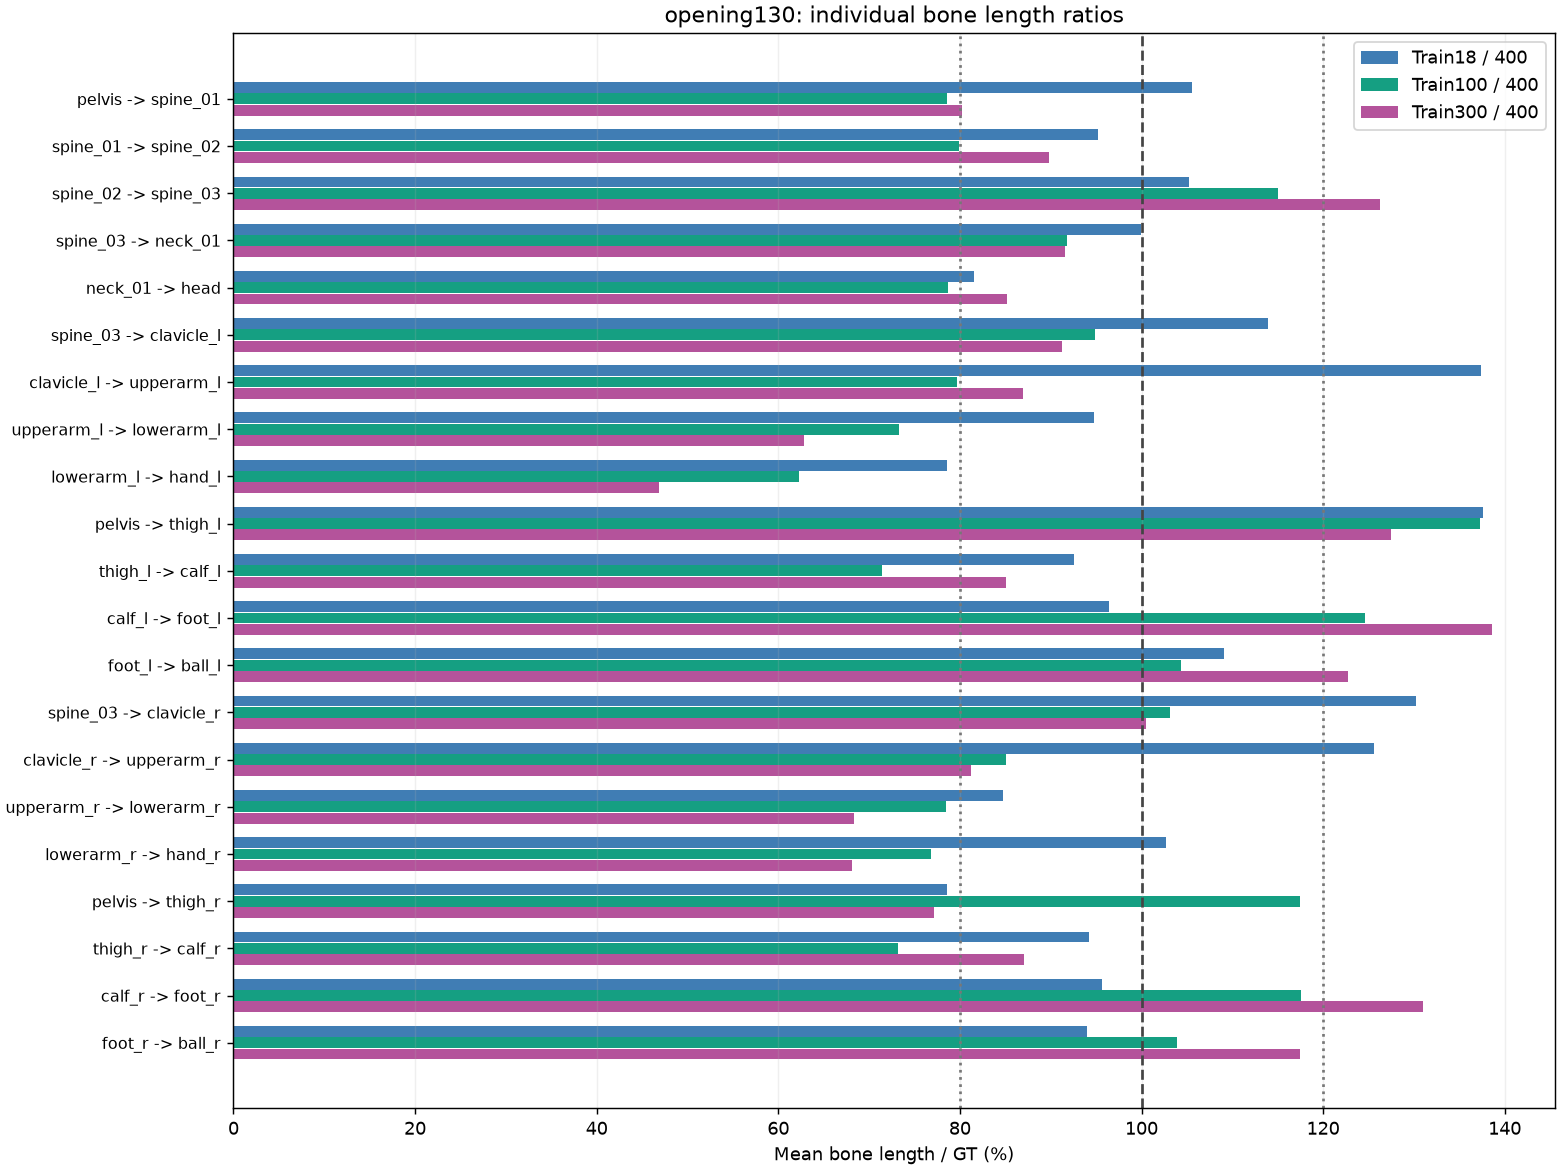 opening130: individual bone length ratios
Train18 / 400
Train100 / 400
Train300 / 400
pelvis -> spine_01
spine_01 -> spine_02
spine_02 -> spine_03
spine_03 -> neck_01
neck_01 -> head
spine_03 -> clavicle_l
clavicle_l -> upperarm_l
upperarm_l -> lowerarm_l
lowerarm_l -> hand_l
pelvis -> thigh_l
thigh_l -> calf_l
calf_l -> foot_l
foot_l -> ball_l
spine_03 -> clavicle_r
clavicle_r -> upperarm_r
upperarm_r -> lowerarm_r
lowerarm_r -> hand_r
pelvis -> thigh_r
thigh_r -> calf_r
calf_r -> foot_r
foot_r -> ball_r
0 20 40 60 80 100 120 140
Mean bone length / GT (%)